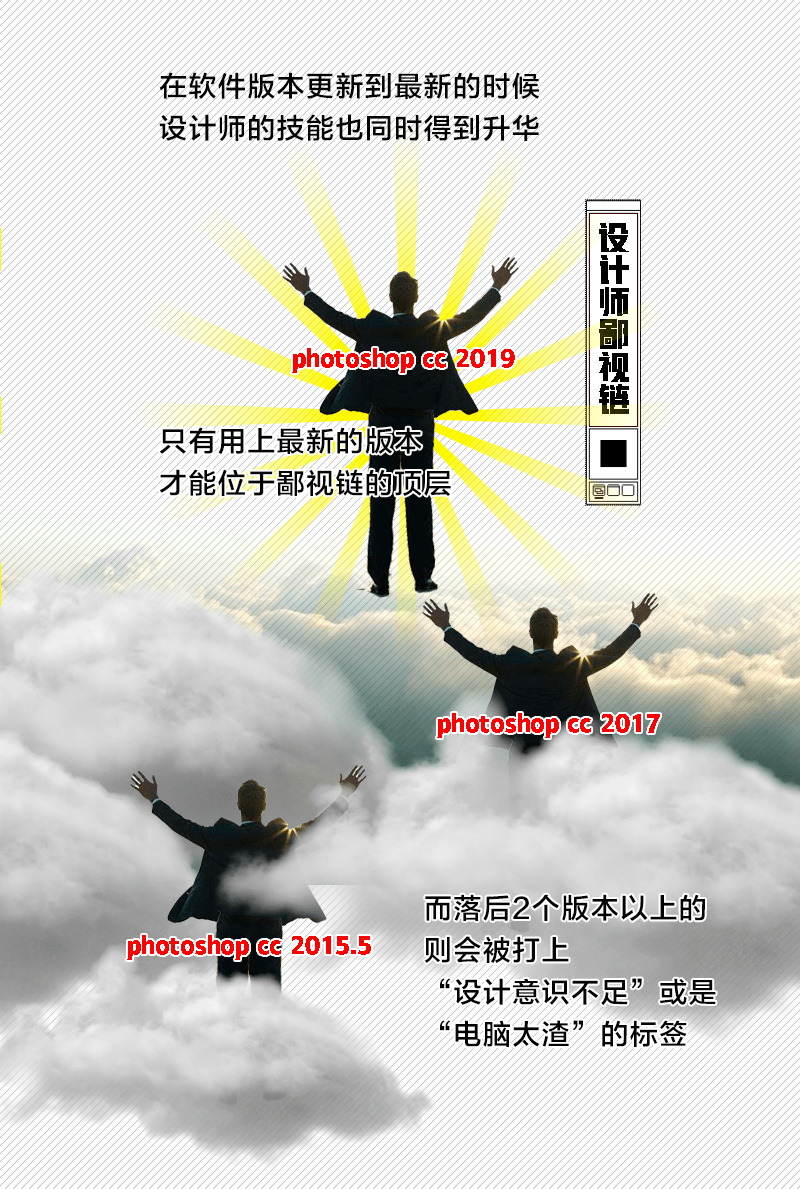 在软件版本更新到最新的时候
设计师的技能也同时得到升华
设计师鄙视链
photoshop cc 2019
只有用上最新的版本
才能位于鄙视链的顶层
photoshop cc 2017
photoshop cc 2015.5
而落后2个版本以上的
则会被打上
“设计意识不足”或是
“电脑太渣”的标签